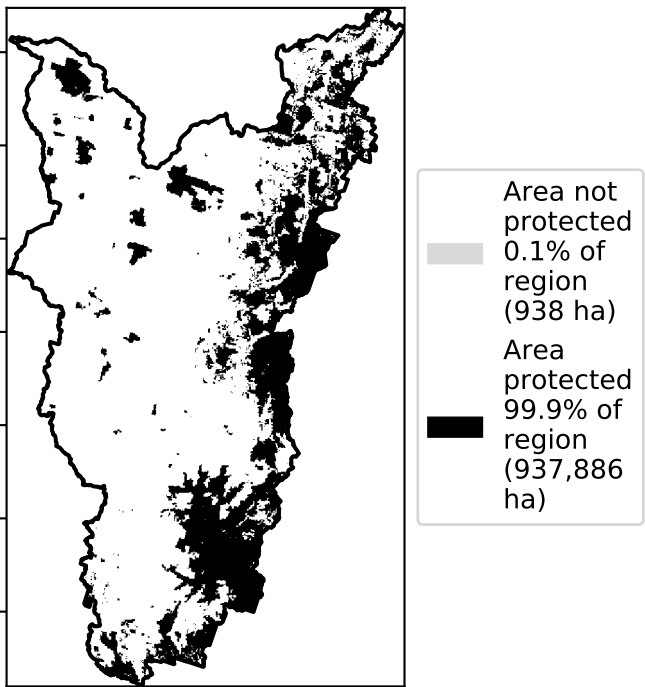 Area not
protected
0.1% of
region
(938 ha)
Area
protected
99.9% of
region
(937,886
ha)